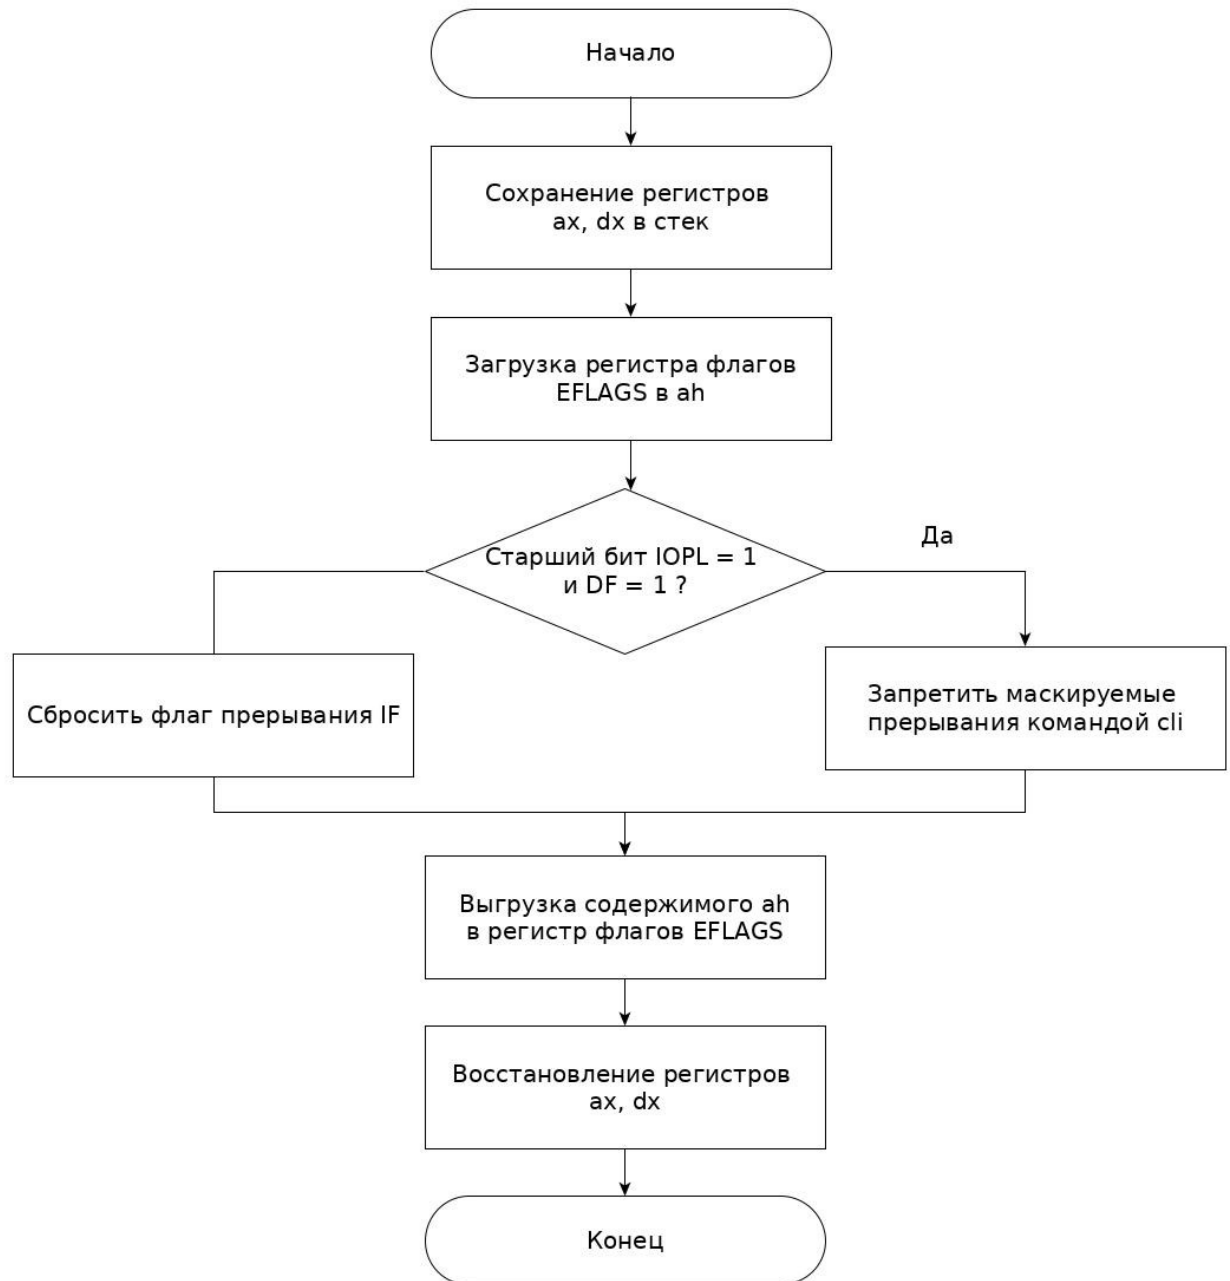 Начало
Сохранение регистров
ax, dx в стек
Загрузка регистра флагов
EFLAGS в ah
Старший бит IOPL = 1
и DF = 1 ?
Да
Сбросить флаг прерывания IF
Запретить маскируемые
прерывания командой cli
Выгрузка содержимого ah
в регистр флагов EFLAGS
Восстановление регистров
ax, dx
Конец